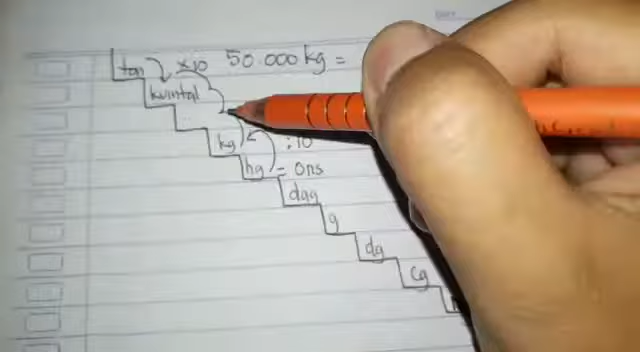 ton x10 50.000 kg =
kwintal
kg :10
hg = ons
dag
g
dg
cg